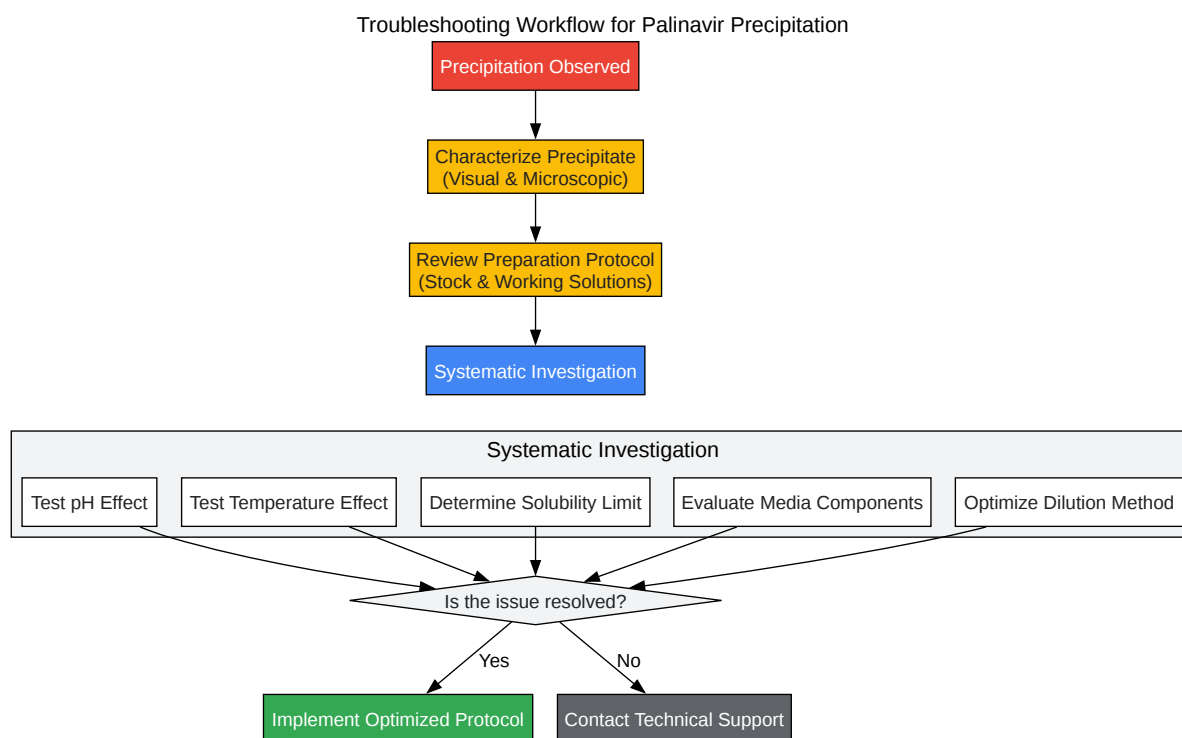 Troubleshooting Workflow for Palinavir Precipitation
Precipitation Observed
Characterize Precipitate
(Visual & Microscopic)
Review Preparation Protocol
(Stock & Working Solutions)
Systematic Investigation
Systematic Investigation
Test pH Effect
Test Temperature Effect
Determine Solubility Limit
Evaluate Media Components
Optimize Dilution Method
Is the issue resolved?
Yes
No
Implement Optimized Protocol
Contact Technical Support